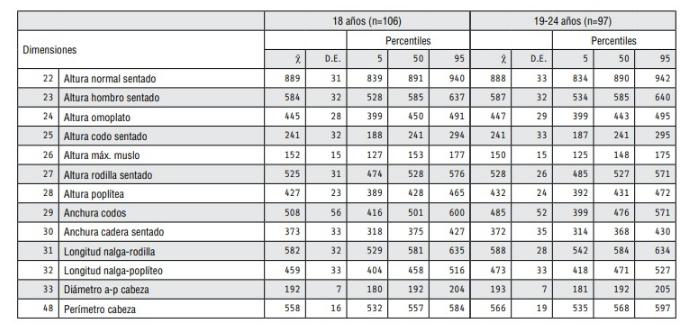 18 años (n=106) 19-24 años (n=97)
Dimensiones Percentiles Percentiles
x̄ D.E. 5 50 95 x̄ D.E. 5 50 95
22 Altura normal sentado 889 31 839 891 940 888 33 834 890 942
23 Altura hombro sentado 584 32 528 585 637 587 32 534 585 640
24 Altura omoplato 445 28 399 450 491 447 29 399 443 495
25 Altura codo sentado 241 32 188 241 294 241 33 187 241 295
26 Altura máx. muslo 152 15 127 153 177 150 15 125 148 175
27 Altura rodilla sentado 525 31 474 528 576 528 26 485 527 571
28 Altura poplítea 427 23 389 428 465 432 24 392 431 472
29 Anchura codos 508 56 416 501 600 485 52 399 476 571
30 Anchura cadera sentado 373 33 318 375 427 372 35 314 368 430
31 Longitud nalga-rodilla 582 32 529 581 635 588 28 542 584 634
32 Longitud nalga-poplíteo 459 33 404 458 516 473 33 418 471 527
33 Diámetro a-p cabeza 192 7 180 192 204 193 7 181 192 205
48 Perímetro cabeza 558 16 532 557 584 566 19 535 568 597